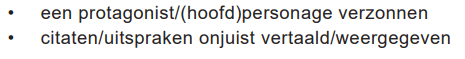 • een protagonist/(hoofd)personage verzonnen
• citaten/uitspraken onjuist vertaald/weergegeven